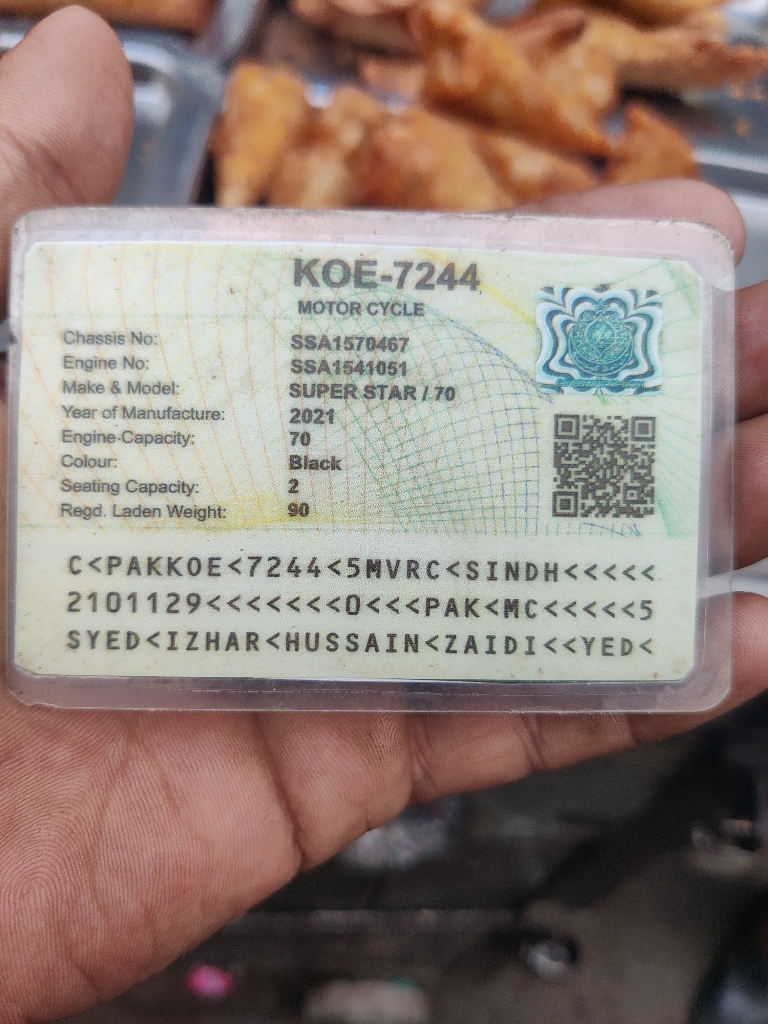 KOE-7244
MOTOR CYCLE
Chassis No: SSA1570467
Engine No: SSA1541051
Make & Model: SUPER STAR / 70
Year of Manufacture: 2021
Engine Capacity: 70
Colour: Black
Seating Capacity: 2
Regd. Laden Weight: 90
C<PAKKOE<7244<5MVRC<SINDH<<<<<
2101129<<<<<<<0<<<PAK<MC<<<<<5
SYED<IZHAR<HUSSAIN<ZAIDI<<YED<